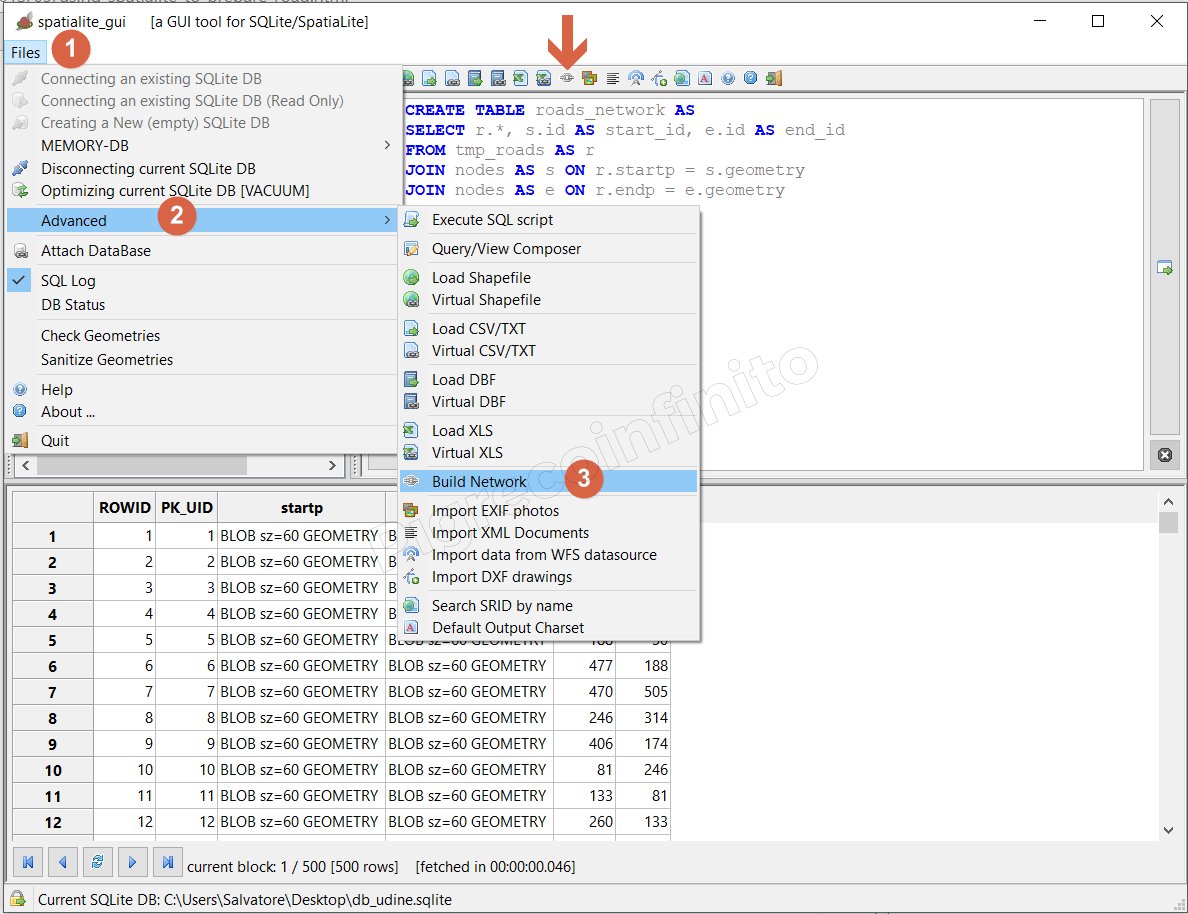 spatialite_gui [a GUI tool for SQLite/SpatiaLite]
Files
1
Connecting an existing SQLite DB
Connecting an existing SQLite DB (Read Only)
Creating a New (empty) SQLite DB
MEMORY-DB
Disconnecting current SQLite DB
Optimizing current SQLite DB [VACUUM]
Advanced
2
Attach DataBase
SQL Log
DB Status
Check Geometries
Sanitize Geometries
Help
About ...
Quit
CREATE TABLE roads_network AS
SELECT r.*, s.id AS start_id, e.id AS end_id
FROM tmp_roads AS r
JOIN nodes AS s ON r.startp = s.geometry
JOIN nodes AS e ON r.endp = e.geometry
Execute SQL script
Query/View Composer
Load Shapefile
Virtual Shapefile
Load CSV/TXT
Virtual CSV/TXT
Load DBF
Virtual DBF
Load XLS
Virtual XLS
Build Network
3
Import EXIF photos
Import XML Documents
Import data from WFS datasource
Import DXF drawings
Search SRID by name
Default Output Charset
Pigrecoinfinito
ROWID PK_UID startp
1 1 1 BLOB sz=60 GEOMETRY
2 2 2 BLOB sz=60 GEOMETRY
3 3 3 BLOB sz=60 GEOMETRY
4 4 4 BLOB sz=60 GEOMETRY
5 5 5 BLOB sz=60 GEOMETRY BLOB sz=60 GEOMETRY 188
6 6 6 BLOB sz=60 GEOMETRY BLOB sz=60 GEOMETRY 477 188
7 7 7 BLOB sz=60 GEOMETRY BLOB sz=60 GEOMETRY 470 505
8 8 8 BLOB sz=60 GEOMETRY BLOB sz=60 GEOMETRY 246 314
9 9 9 BLOB sz=60 GEOMETRY BLOB sz=60 GEOMETRY 406 174
10 10 10 BLOB sz=60 GEOMETRY BLOB sz=60 GEOMETRY 81 246
11 11 11 BLOB sz=60 GEOMETRY BLOB sz=60 GEOMETRY 133 81
12 12 12 BLOB sz=60 GEOMETRY BLOB sz=60 GEOMETRY 260 133
current block: 1 / 500 [500 rows] [fetched in 00:00:00.046]
Current SQLite DB: C:\Users\Salvatore\Desktop\db_udine.sqlite